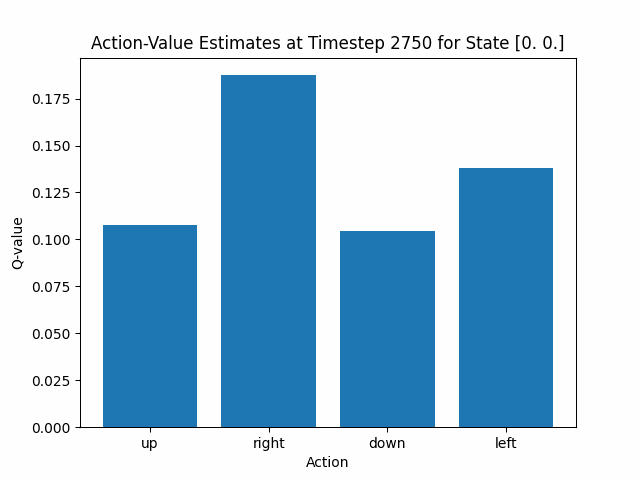 Action-Value Estimates at Timestep 2750 for State [0. 0.]
0.175
0.150
0.125
0.100
0.075
0.050
0.025
0.000
Q-value
up right down left
Action